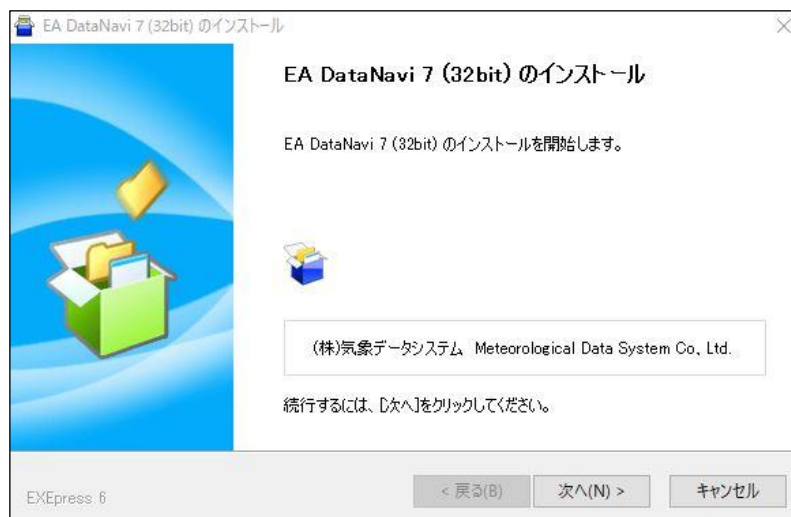 EA DataNavi 7 (32bit) のインストール
EA DataNavi 7 (32bit) のインストール
EA DataNavi 7 (32bit) のインストールを開始します。
(株)気象データシステム Meteorological Data System Co, Ltd.
続行するには、[次へ]をクリックしてください。
EXEpress 6
< 戻る(B)
次へ(N) >
キャンセル